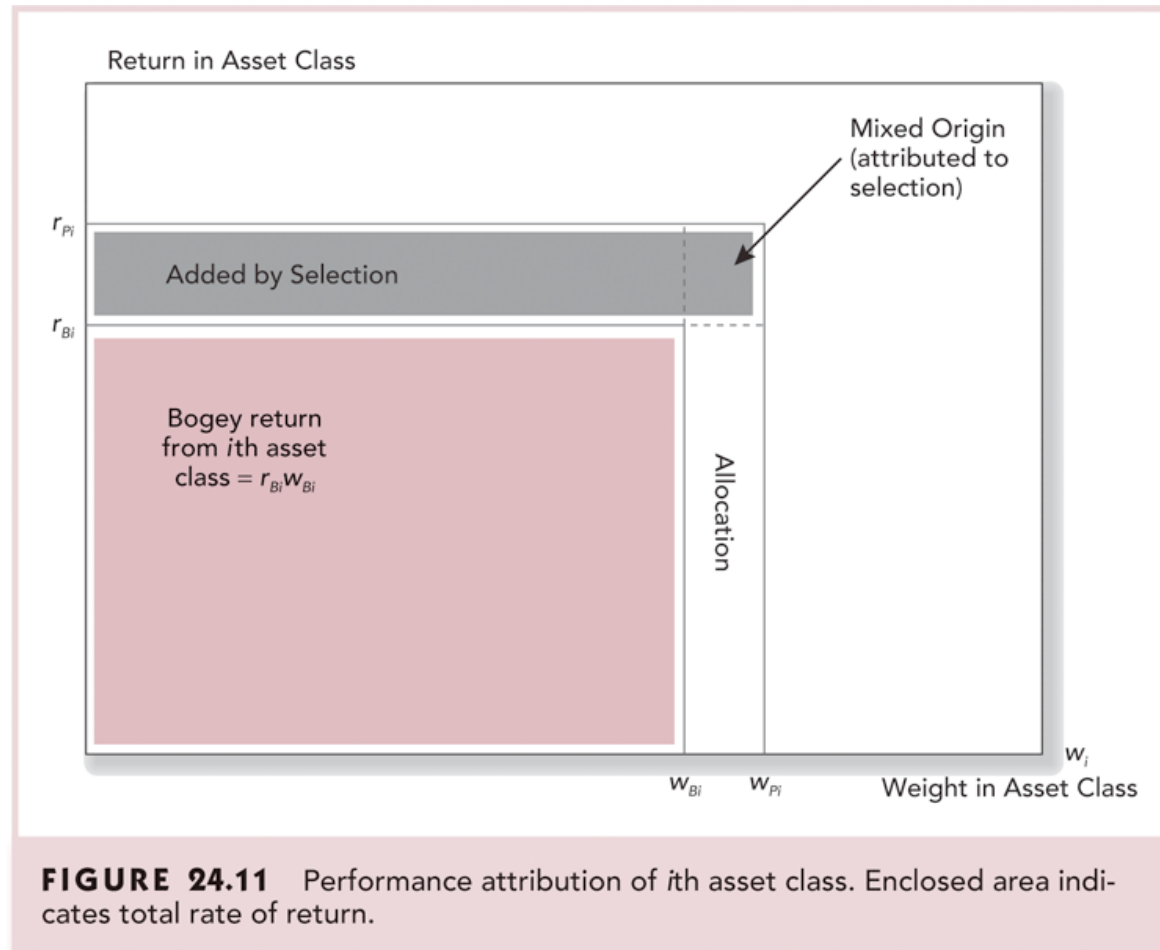 Return in Asset Class
Mixed Origin
(attributed to
selection)
r_Pi
Added by Selection
r_Bi
Bogey return
from ith asset
class = r_Bi w_Bi
Allocation
w_i
w_Bi w_Pi
Weight in Asset Class
FIGURE 24.11 Performance attribution of ith asset class. Enclosed area indi-
cates total rate of return.